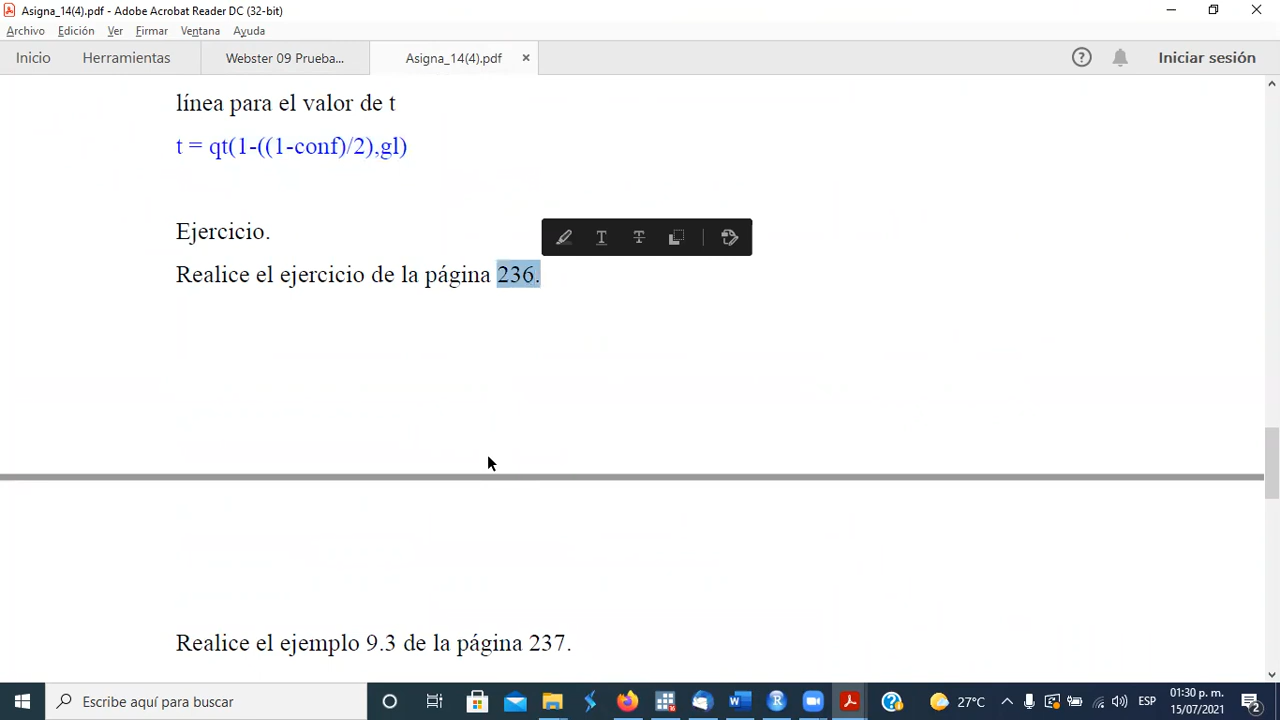 Asigna_14(4).pdf - Adobe Acrobat Reader DC (32-bit)
Archivo Edición Ver Firmar Ventana Ayuda
Inicio Herramientas Webster 09 Prueba... Asigna_14(4).pdf × Iniciar sesión
línea para el valor de t
t = qt(1-((1-conf)/2),gl)
Ejercicio.
Realice el ejercicio de la página 236.
Realice el ejemplo 9.3 de la página 237.
Escribe aquí para buscar 27°C ESP 01:30 p. m.
15/07/2021 2